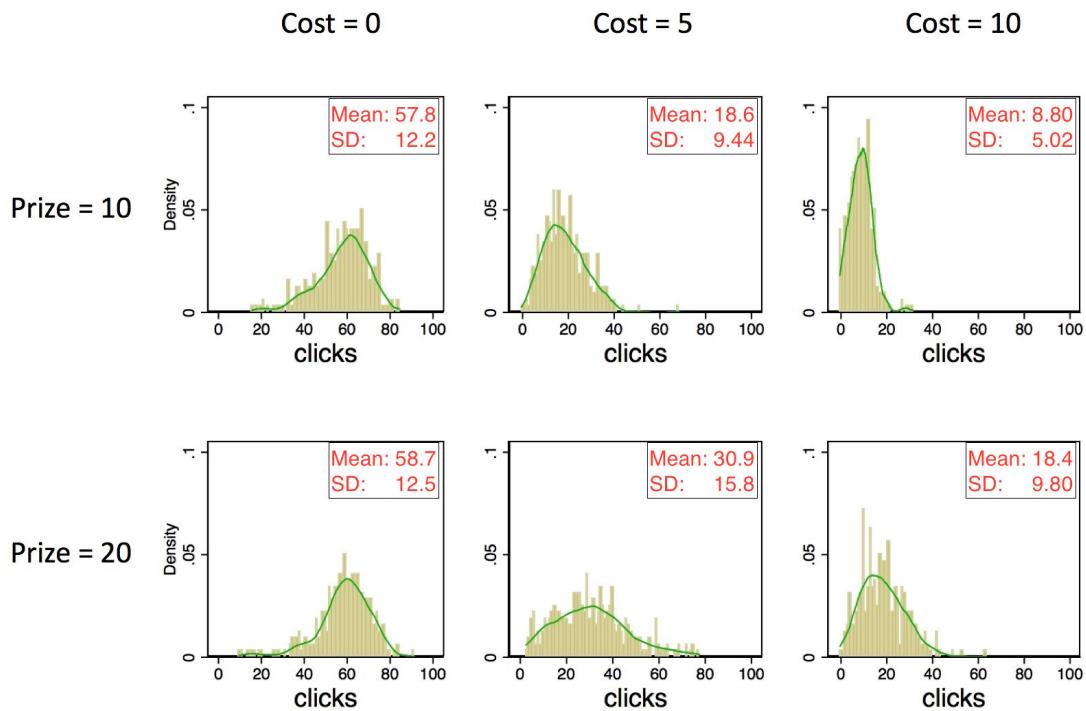 Cost = 0
Cost = 5
Cost = 10
Prize = 10
Density
0
.05
.1
Mean: 57.8
SD: 12.2
0 20 40 60 80 100
clicks
Mean: 18.6
SD: 9.44
0
.05
.1
0 20 40 60 80 100
clicks
Mean: 8.80
SD: 5.02
0
.05
.1
0 20 40 60 80 100
clicks
Prize = 20
Density
0
.05
.1
Mean: 58.7
SD: 12.5
0 20 40 60 80 100
clicks
Mean: 30.9
SD: 15.8
0
.05
.1
0 20 40 60 80 100
clicks
Mean: 18.4
SD: 9.80
0
.05
.1
0 20 40 60 80 100
clicks